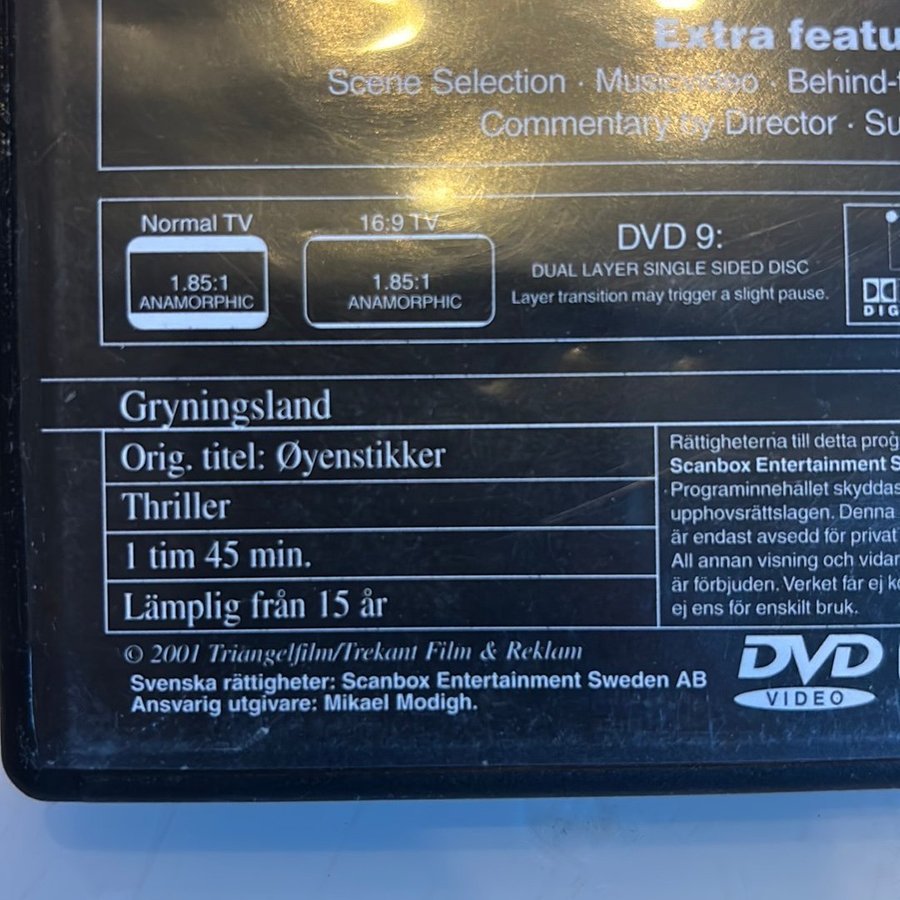 Extra featu
Scene Selection · Musicvideo · Behind-t
Commentary by Director · Su
Normal TV
1.85:1
ANAMORPHIC
16:9 TV
1.85:1
ANAMORPHIC
DVD 9:
DUAL LAYER SINGLE SIDED DISC
Layer transition may trigger a slight pause.
DIG
Gryningsland
Orig. titel: Øyenstikker
Thriller
1 tim 45 min.
Lämplig från 15 år
Rättigheterna till detta prog
Scanbox Entertainment S
Programinnehållet skyddas
upphovsrättslagen. Denna
är endast avsedd för privat
All annan visning och vidar
är förbjuden. Verket får ej ko
ej ens för enskilt bruk.
© 2001 Triangelfilm/Trekant Film & Reklam
Svenska rättigheter: Scanbox Entertainment Sweden AB
Ansvarig utgivare: Mikael Modigh.
DVD
VIDEO